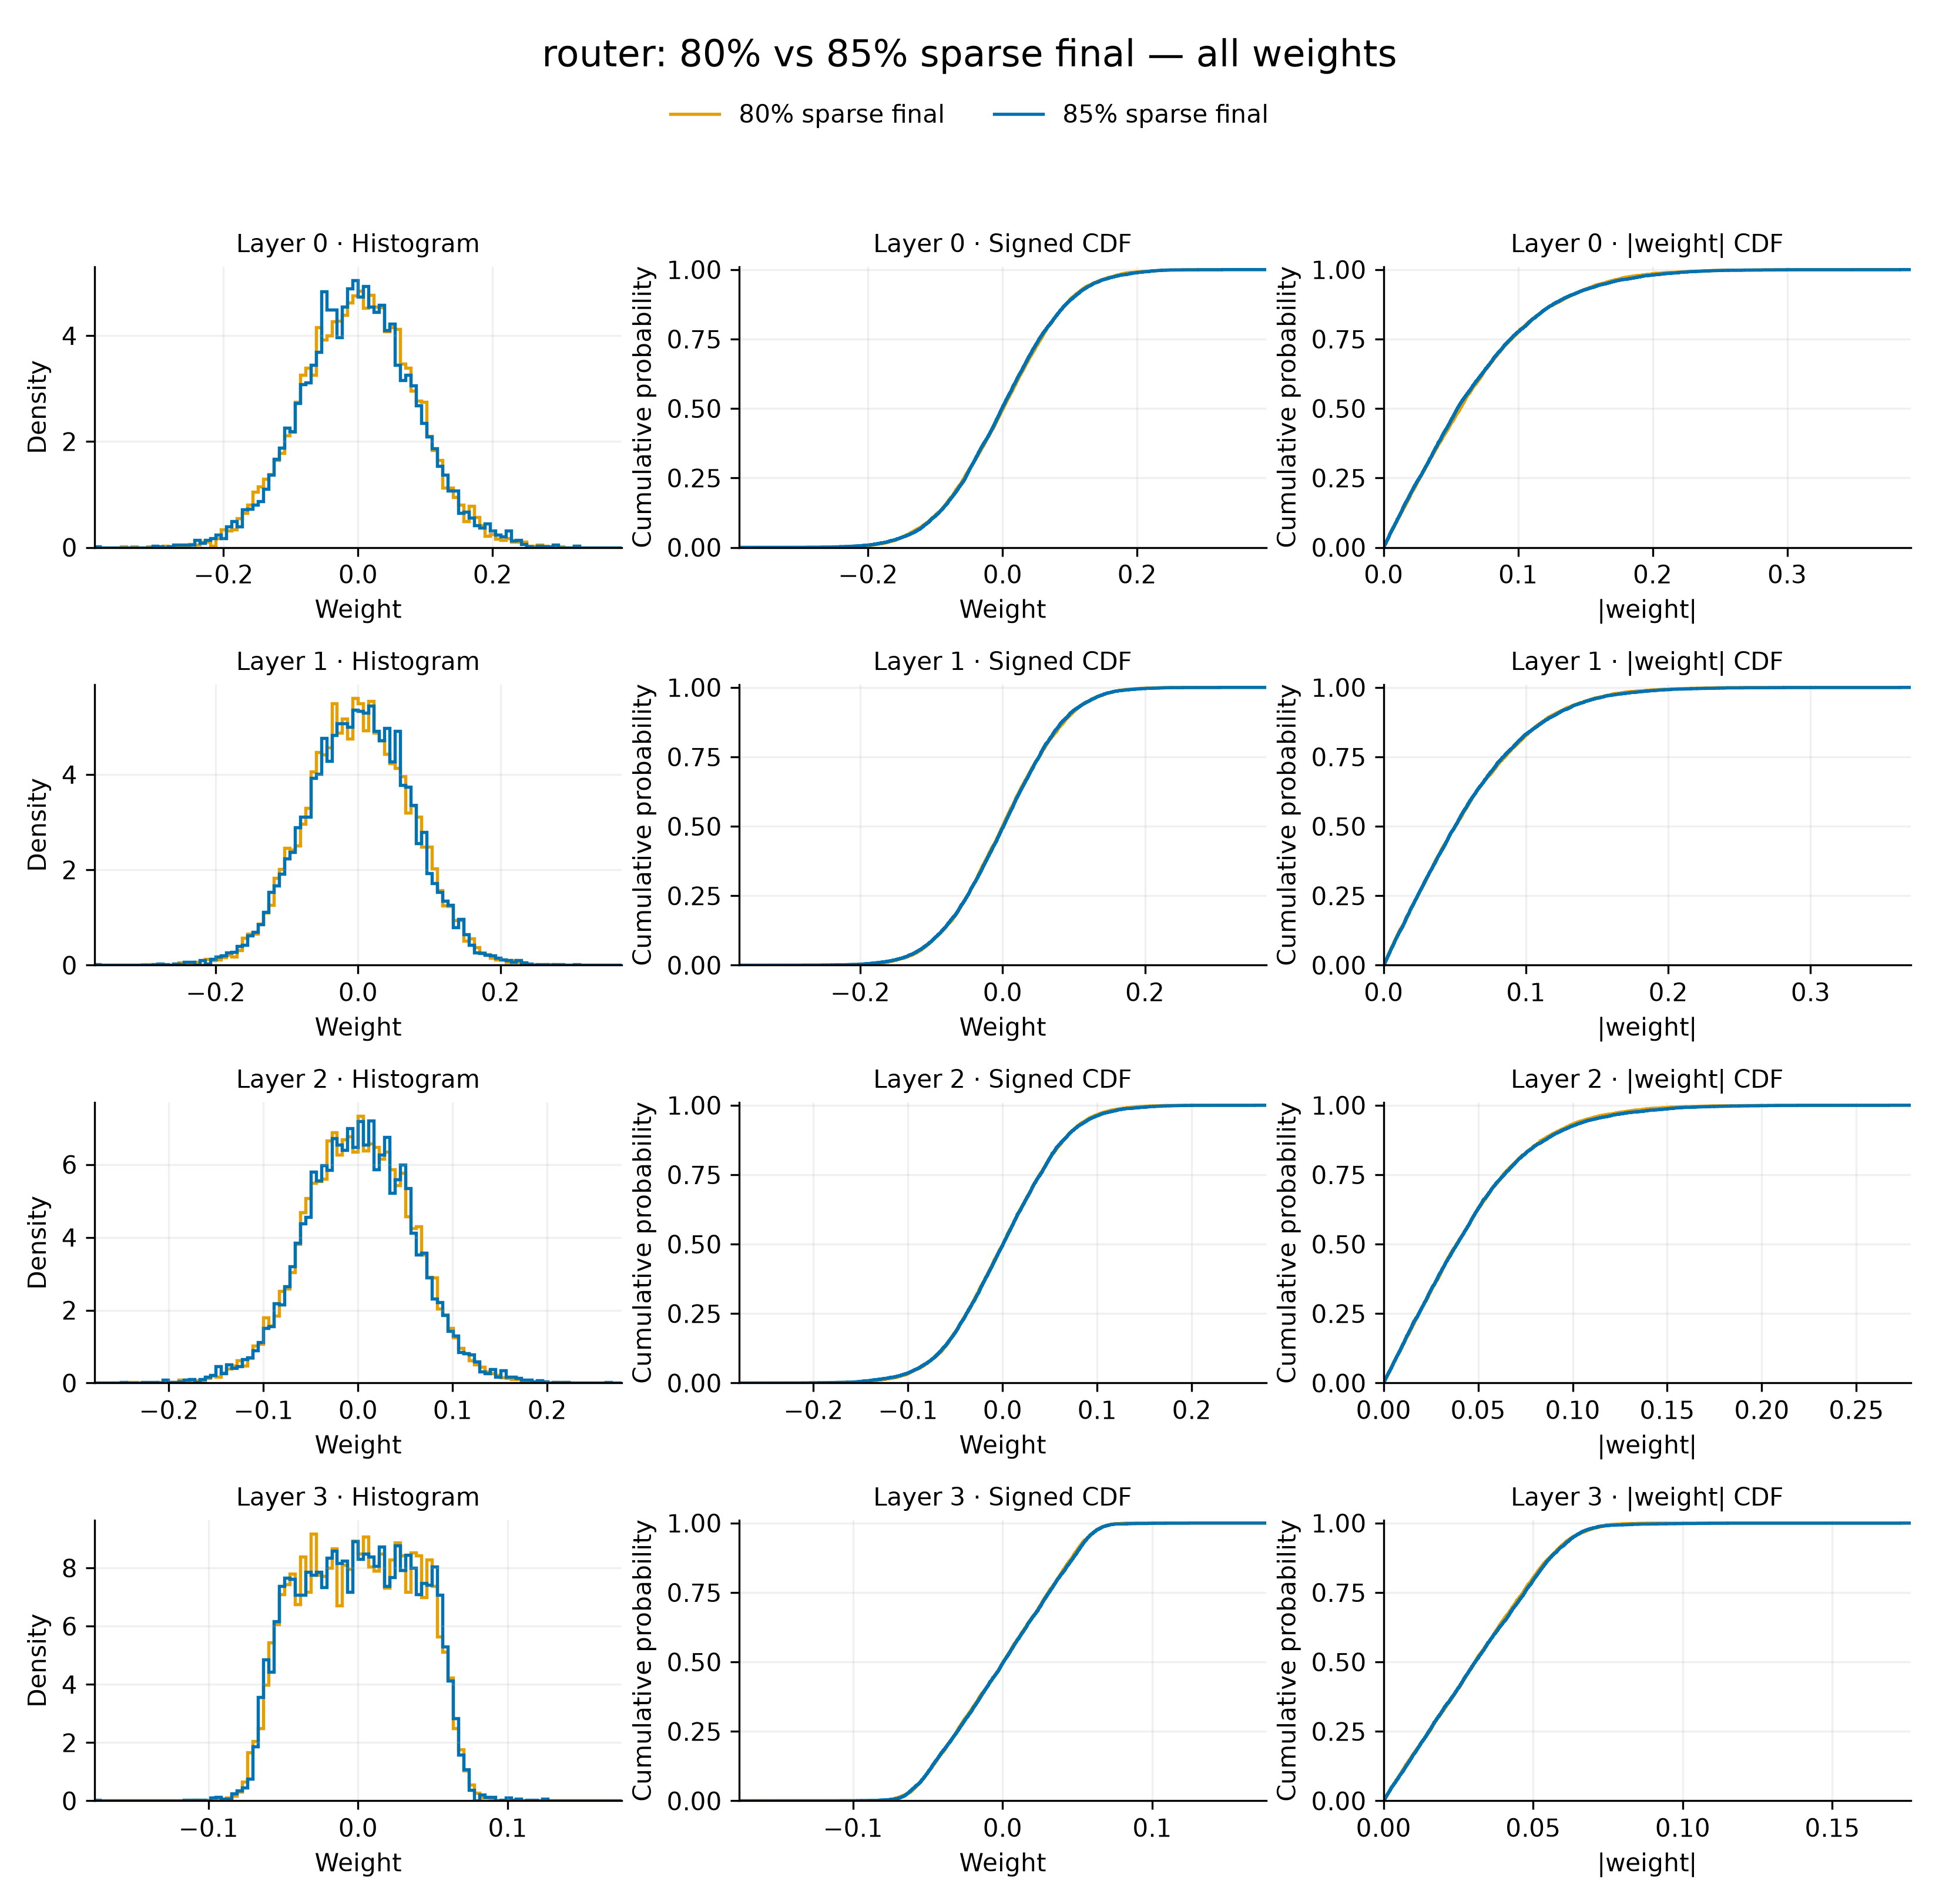 router: 80% vs 85% sparse final — all weights
80% sparse final
85% sparse final
Layer 0 · Histogram
Density
0
2
4
−0.2
0.0
0.2
Weight
Layer 0 · Signed CDF
Cumulative probability
0.00
0.25
0.50
0.75
1.00
−0.2
0.0
0.2
Weight
Layer 0 · |weight| CDF
Cumulative probability
0.00
0.25
0.50
0.75
1.00
0.0
0.1
0.2
0.3
|weight|
Layer 1 · Histogram
Density
0
2
4
−0.2
0.0
0.2
Weight
Layer 1 · Signed CDF
Cumulative probability
0.00
0.25
0.50
0.75
1.00
−0.2
0.0
0.2
Weight
Layer 1 · |weight| CDF
Cumulative probability
0.00
0.25
0.50
0.75
1.00
0.0
0.1
0.2
0.3
|weight|
Layer 2 · Histogram
Density
0
2
4
6
−0.2
−0.1
0.0
0.1
0.2
Weight
Layer 2 · Signed CDF
Cumulative probability
0.00
0.25
0.50
0.75
1.00
−0.2
−0.1
0.0
0.1
0.2
Weight
Layer 2 · |weight| CDF
Cumulative probability
0.00
0.25
0.50
0.75
1.00
0.00
0.05
0.10
0.15
0.20
0.25
|weight|
Layer 3 · Histogram
Density
0
2
4
6
8
−0.1
0.0
0.1
Weight
Layer 3 · Signed CDF
Cumulative probability
0.00
0.25
0.50
0.75
1.00
−0.1
0.0
0.1
Weight
Layer 3 · |weight| CDF
Cumulative probability
0.00
0.25
0.50
0.75
1.00
0.00
0.05
0.10
0.15
|weight|